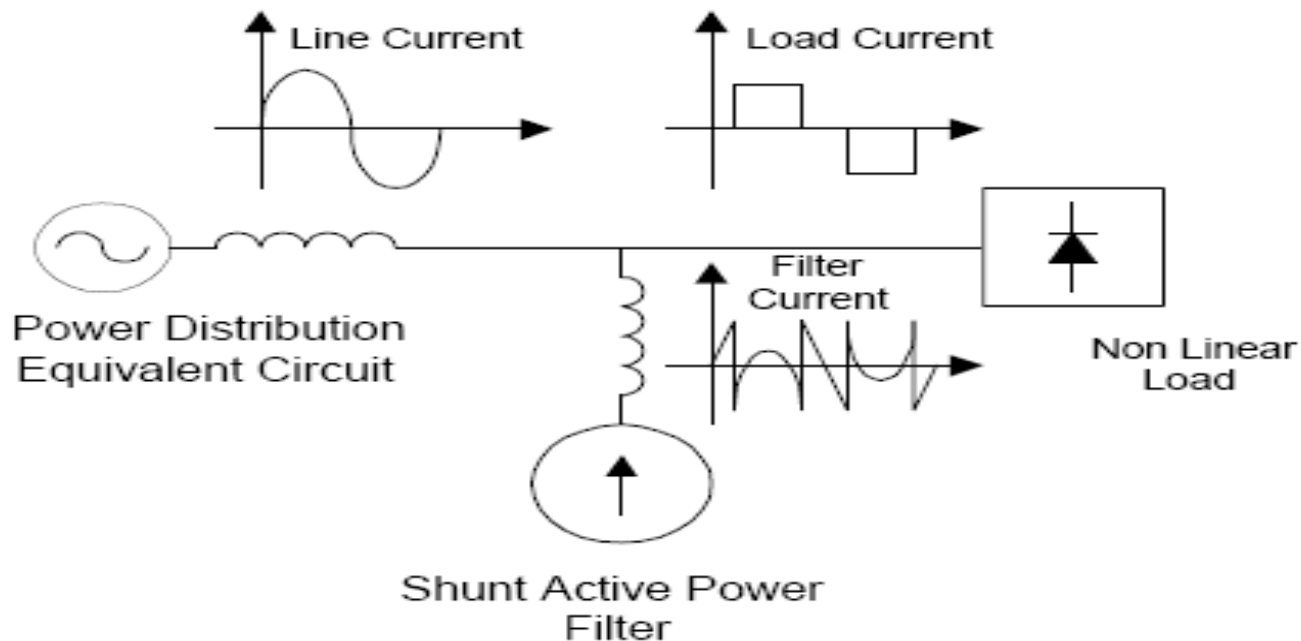 Line Current
Load Current
Filter
Current
Power Distribution
Equivalent Circuit
Non Linear
Load
Shunt Active Power
Filter